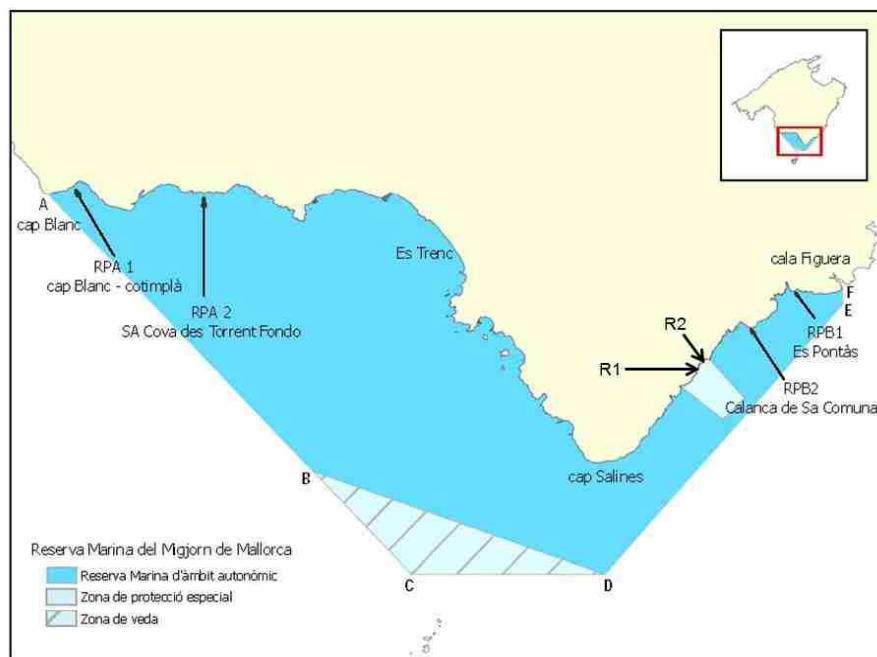 A
cap Blanc
RPA 1
cap Blanc - cotimplà
RPA 2
SA Cova des Torrent Fondo
Es Trenc
cala Figuera
F
E
R2
R1
RPB1
Es Pontàs
RPB2
Calanca de Sa Comuna
cap Salines
B
C
D
Reserva Marina del Migjorn de Mallorca
Reserva Marina d'àmbit autonòmic
Zona de protecció especial
Zona de veda